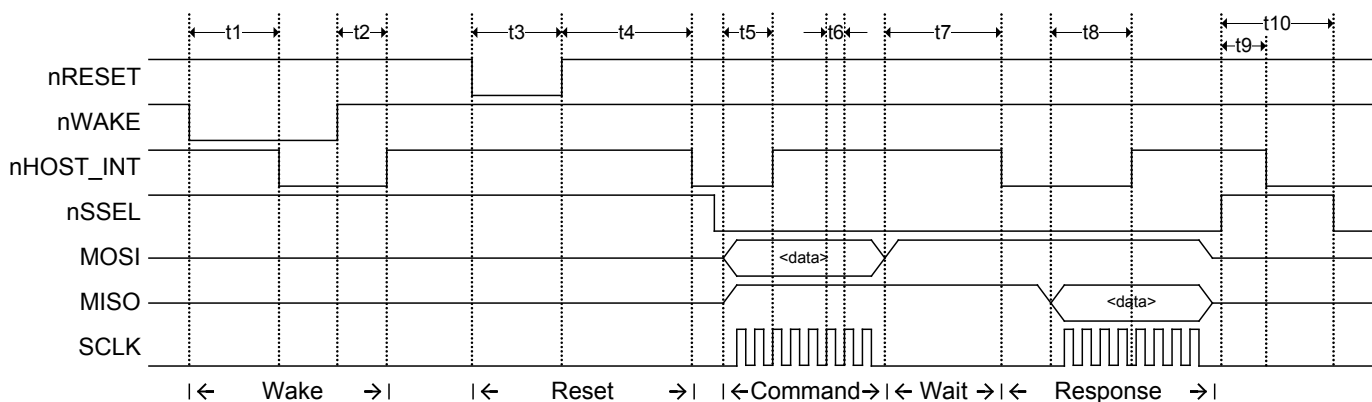 t1 t2 t3 t4 t5 t6 t7 t8 t10
t9
nRESET
nWAKE
nHOST_INT
nSSEL
MOSI <data>
MISO <data>
SCLK
Wake Reset Command Wait Response